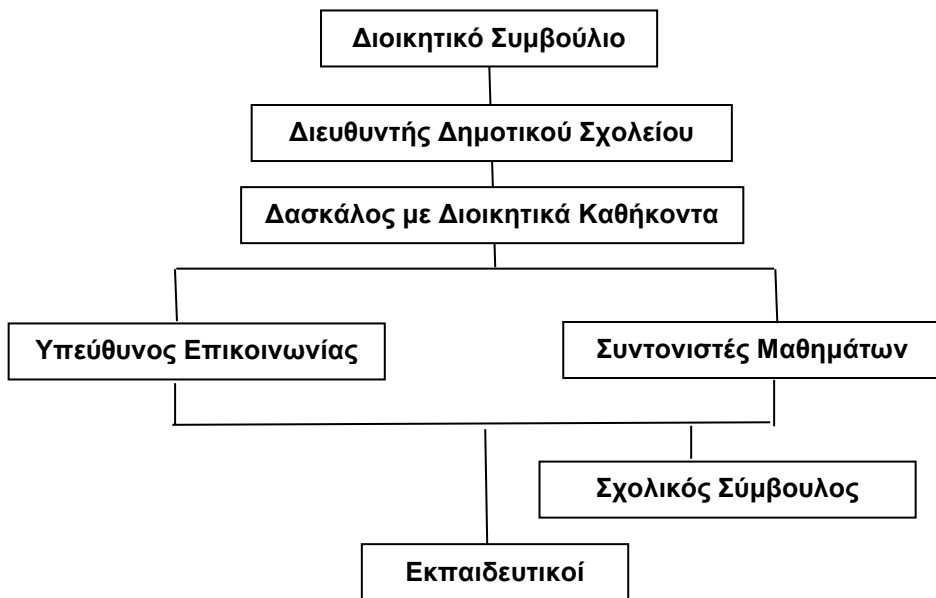 Διοικητικό Συμβούλιο
Διευθυντής Δημοτικού Σχολείου
Δασκάλος με Διοικητικά Καθήκοντα
Υπεύθυνος Επικοινωνίας
Συντονιστές Μαθημάτων
Σχολικός Σύμβουλος
Εκπαιδευτικοί